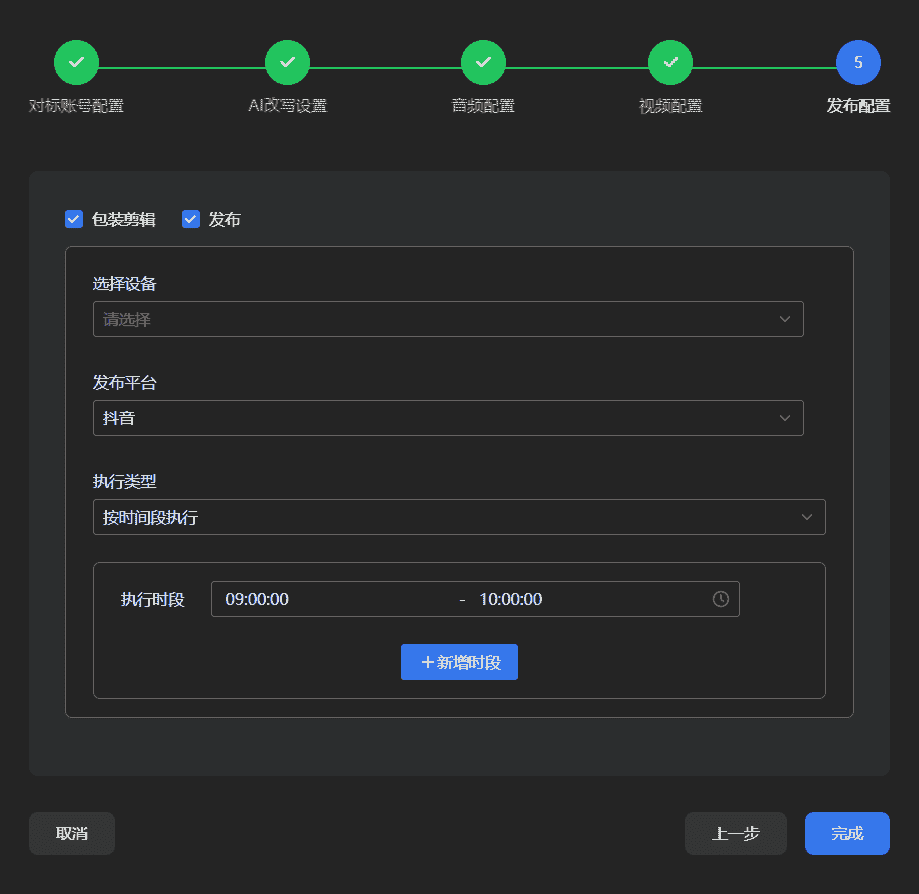 5
对标账号配置 AI改写设置 音频配置 视频配置 发布配置
包装剪辑 发布
选择设备
请选择
发布平台
抖音
执行类型
按时间段执行
执行时段 09:00:00 - 10:00:00
+新增时段
取消 上一步 完成